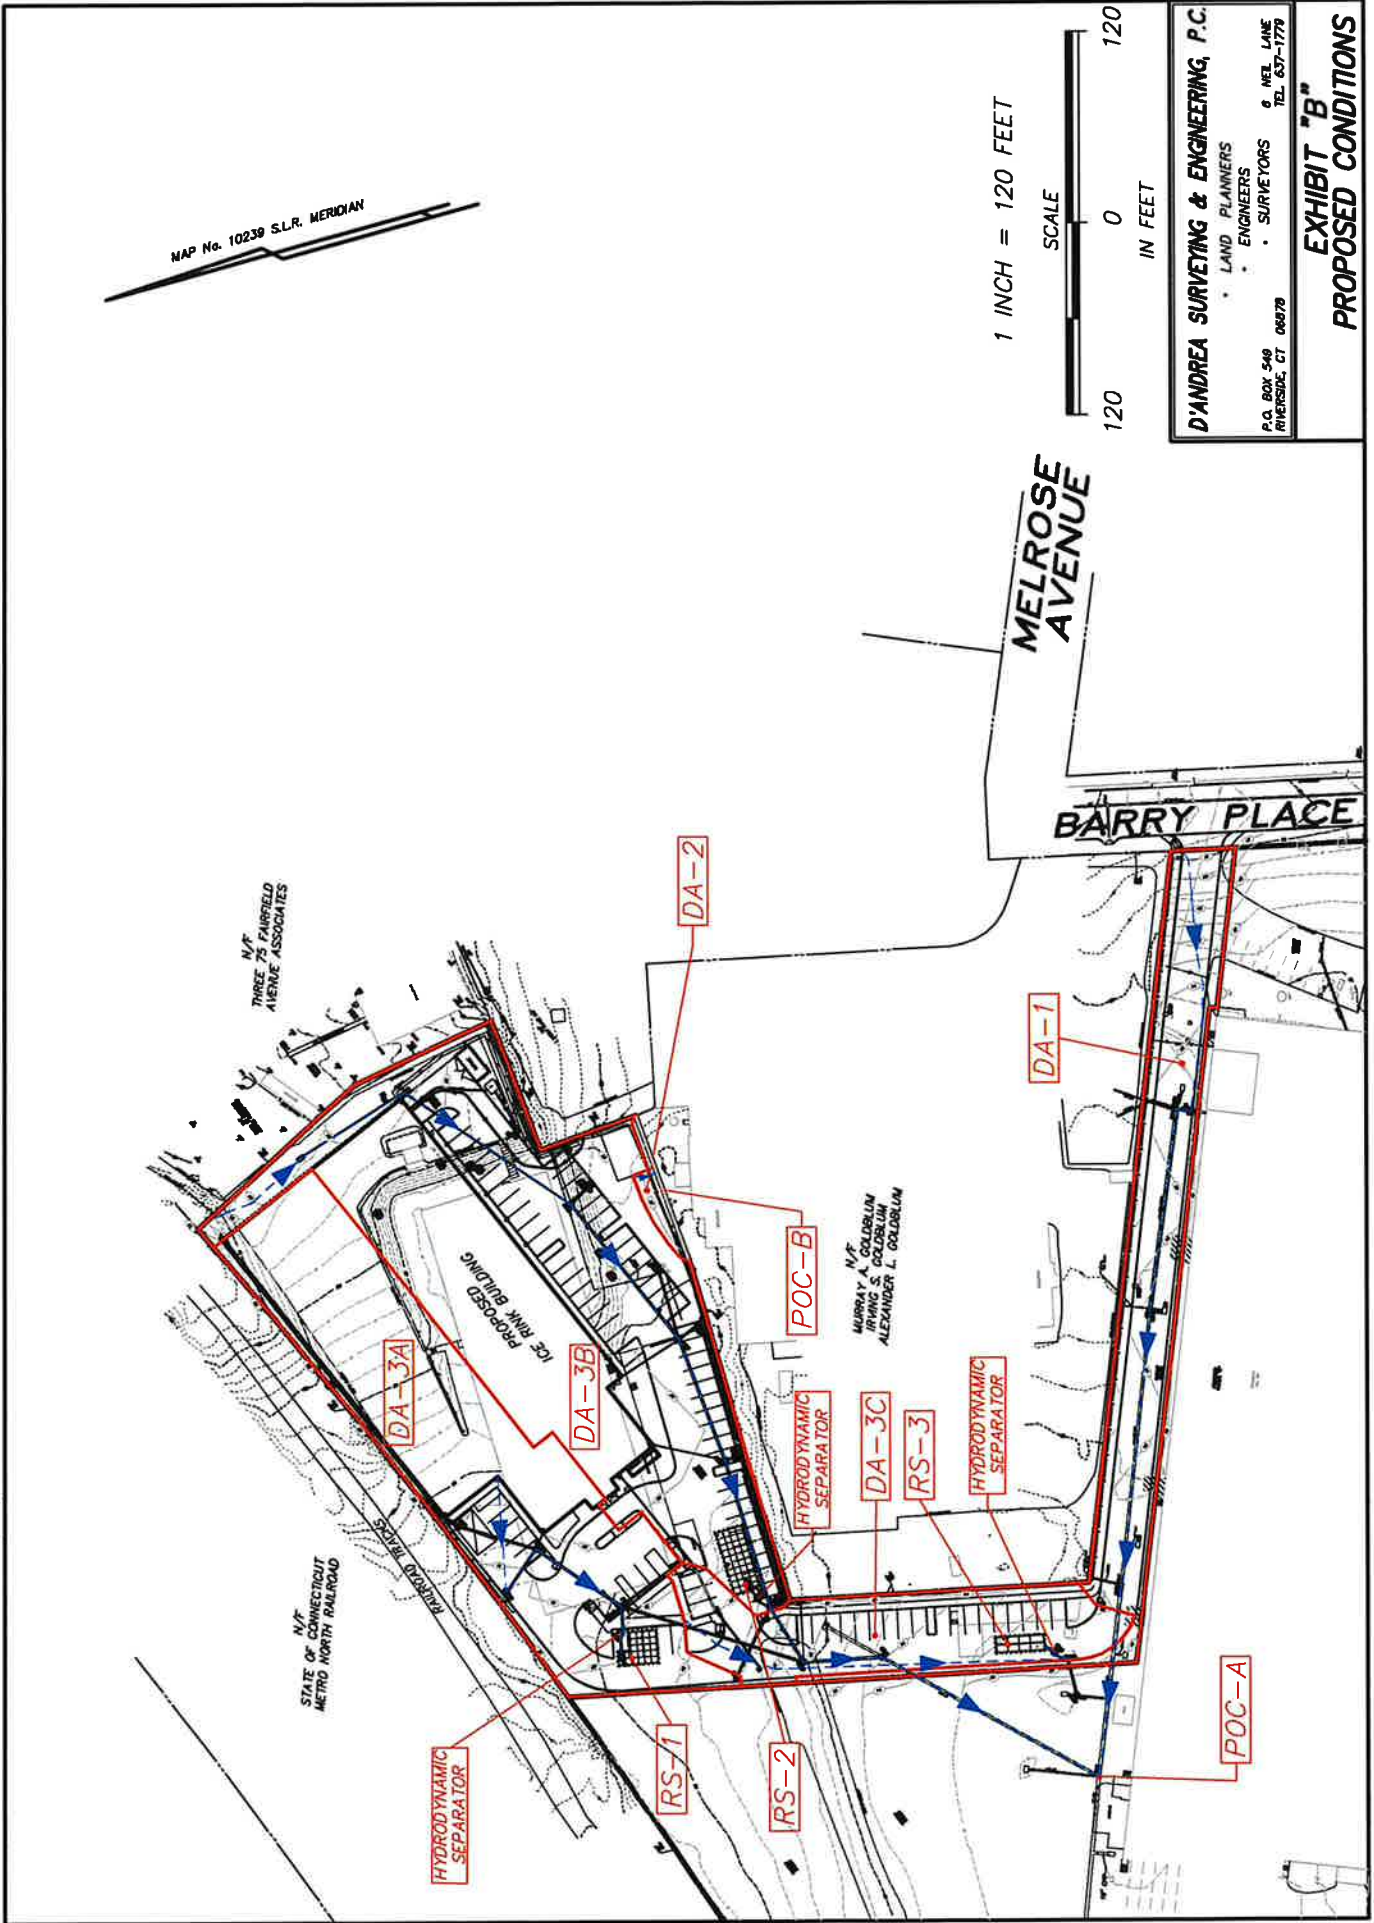 MAP No. 10239 S.L.R. MERIDIAN
1 INCH = 120 FEET
SCALE
120 0 120
IN FEET
D'ANDREA SURVEYING & ENGINEERING, P.C.
• LAND PLANNERS
• ENGINEERS
• SURVEYORS
P.O. BOX 549
RIVERSIDE, CT 06878
6 NEIL LANE
TEL. 637-1779
EXHIBIT "B"
PROPOSED CONDITIONS
MELROSE
AVENUE
BARRY PLACE
N/F
THREE 75 FAIRFIELD
AVENUE ASSOCIATES
DA-2
DA-1
POC-B
N/F
MURRAY A. GOLDBLUM
IRVING S. GOLDBLUM
ALEXANDER L. GOLDBLUM
PROPOSED
ICE RINK BUILDING
DA-3A
DA-3B
HYDRODYNAMIC
SEPARATOR
DA-3C
RS-3
HYDRODYNAMIC
SEPARATOR
N/F
STATE OF CONNECTICUT
METRO NORTH RAILROAD
RAILROAD TRACKS
HYDRODYNAMIC
SEPARATOR
RS-1
RS-2
POC-A